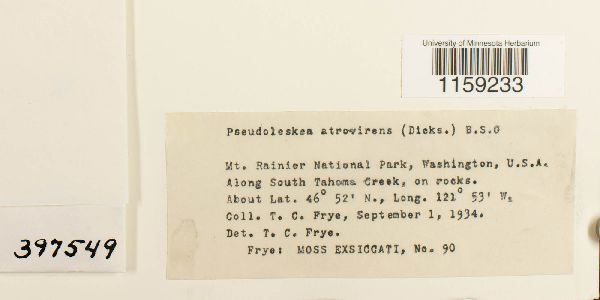 University of Minnesota Herbarium
1159233
Pseudoleskea atrovirens (Dicks.) B.S.G
Mt. Rainier National Park, Washington, U.S.A.
Along South Tahoma Creek, on rocks.
About Lat. 46° 52' N., Long. 121° 53' W.
Coll. T. C. Frye, September 1, 1934.
Det. T. C. Frye.
Frye: MOSS EXSICCATI, No. 90
397549